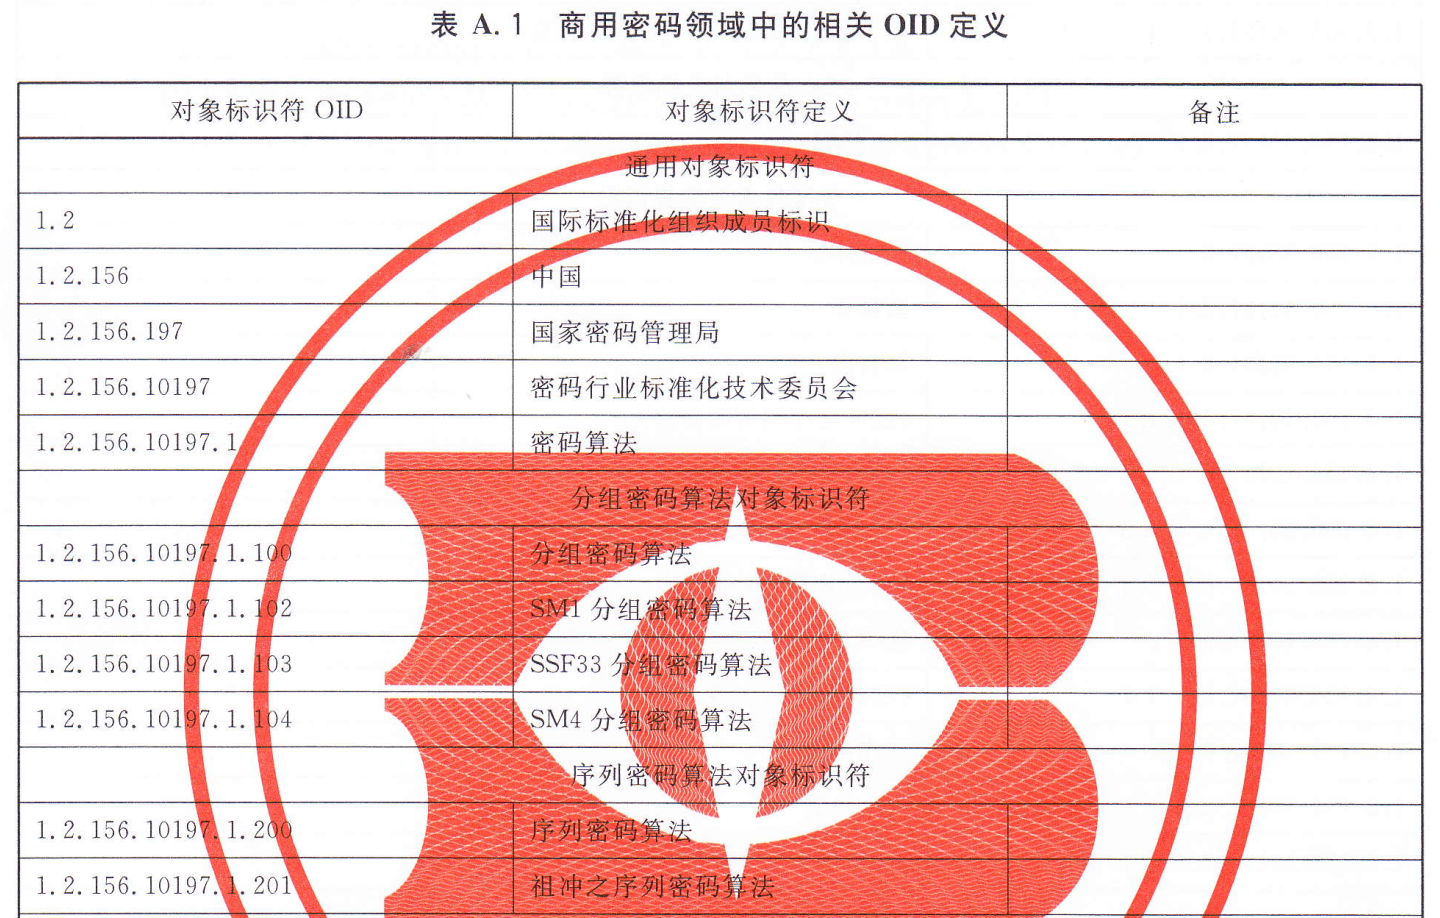 表 A.1 商用密码领域中的相关 OID 定义
对象标识符 OID 对象标识符定义 备注
通用对象标识符
1.2 国际标准化组织成员标识
1.2.156 中国
1.2.156.197 国家密码管理局
1.2.156.10197 密码行业标准化技术委员会
1.2.156.10197.1 密码算法
分组密码算法对象标识符
1.2.156.10197.1.100 分组密码算法
1.2.156.10197.1.102 SM1 分组密码算法
1.2.156.10197.1.103 SSF33 分组密码算法
1.2.156.10197.1.104 SM4 分组密码算法
序列密码算法对象标识符
1.2.156.10197.1.200 序列密码算法
1.2.156.10197.1.201 祖冲之序列密码算法